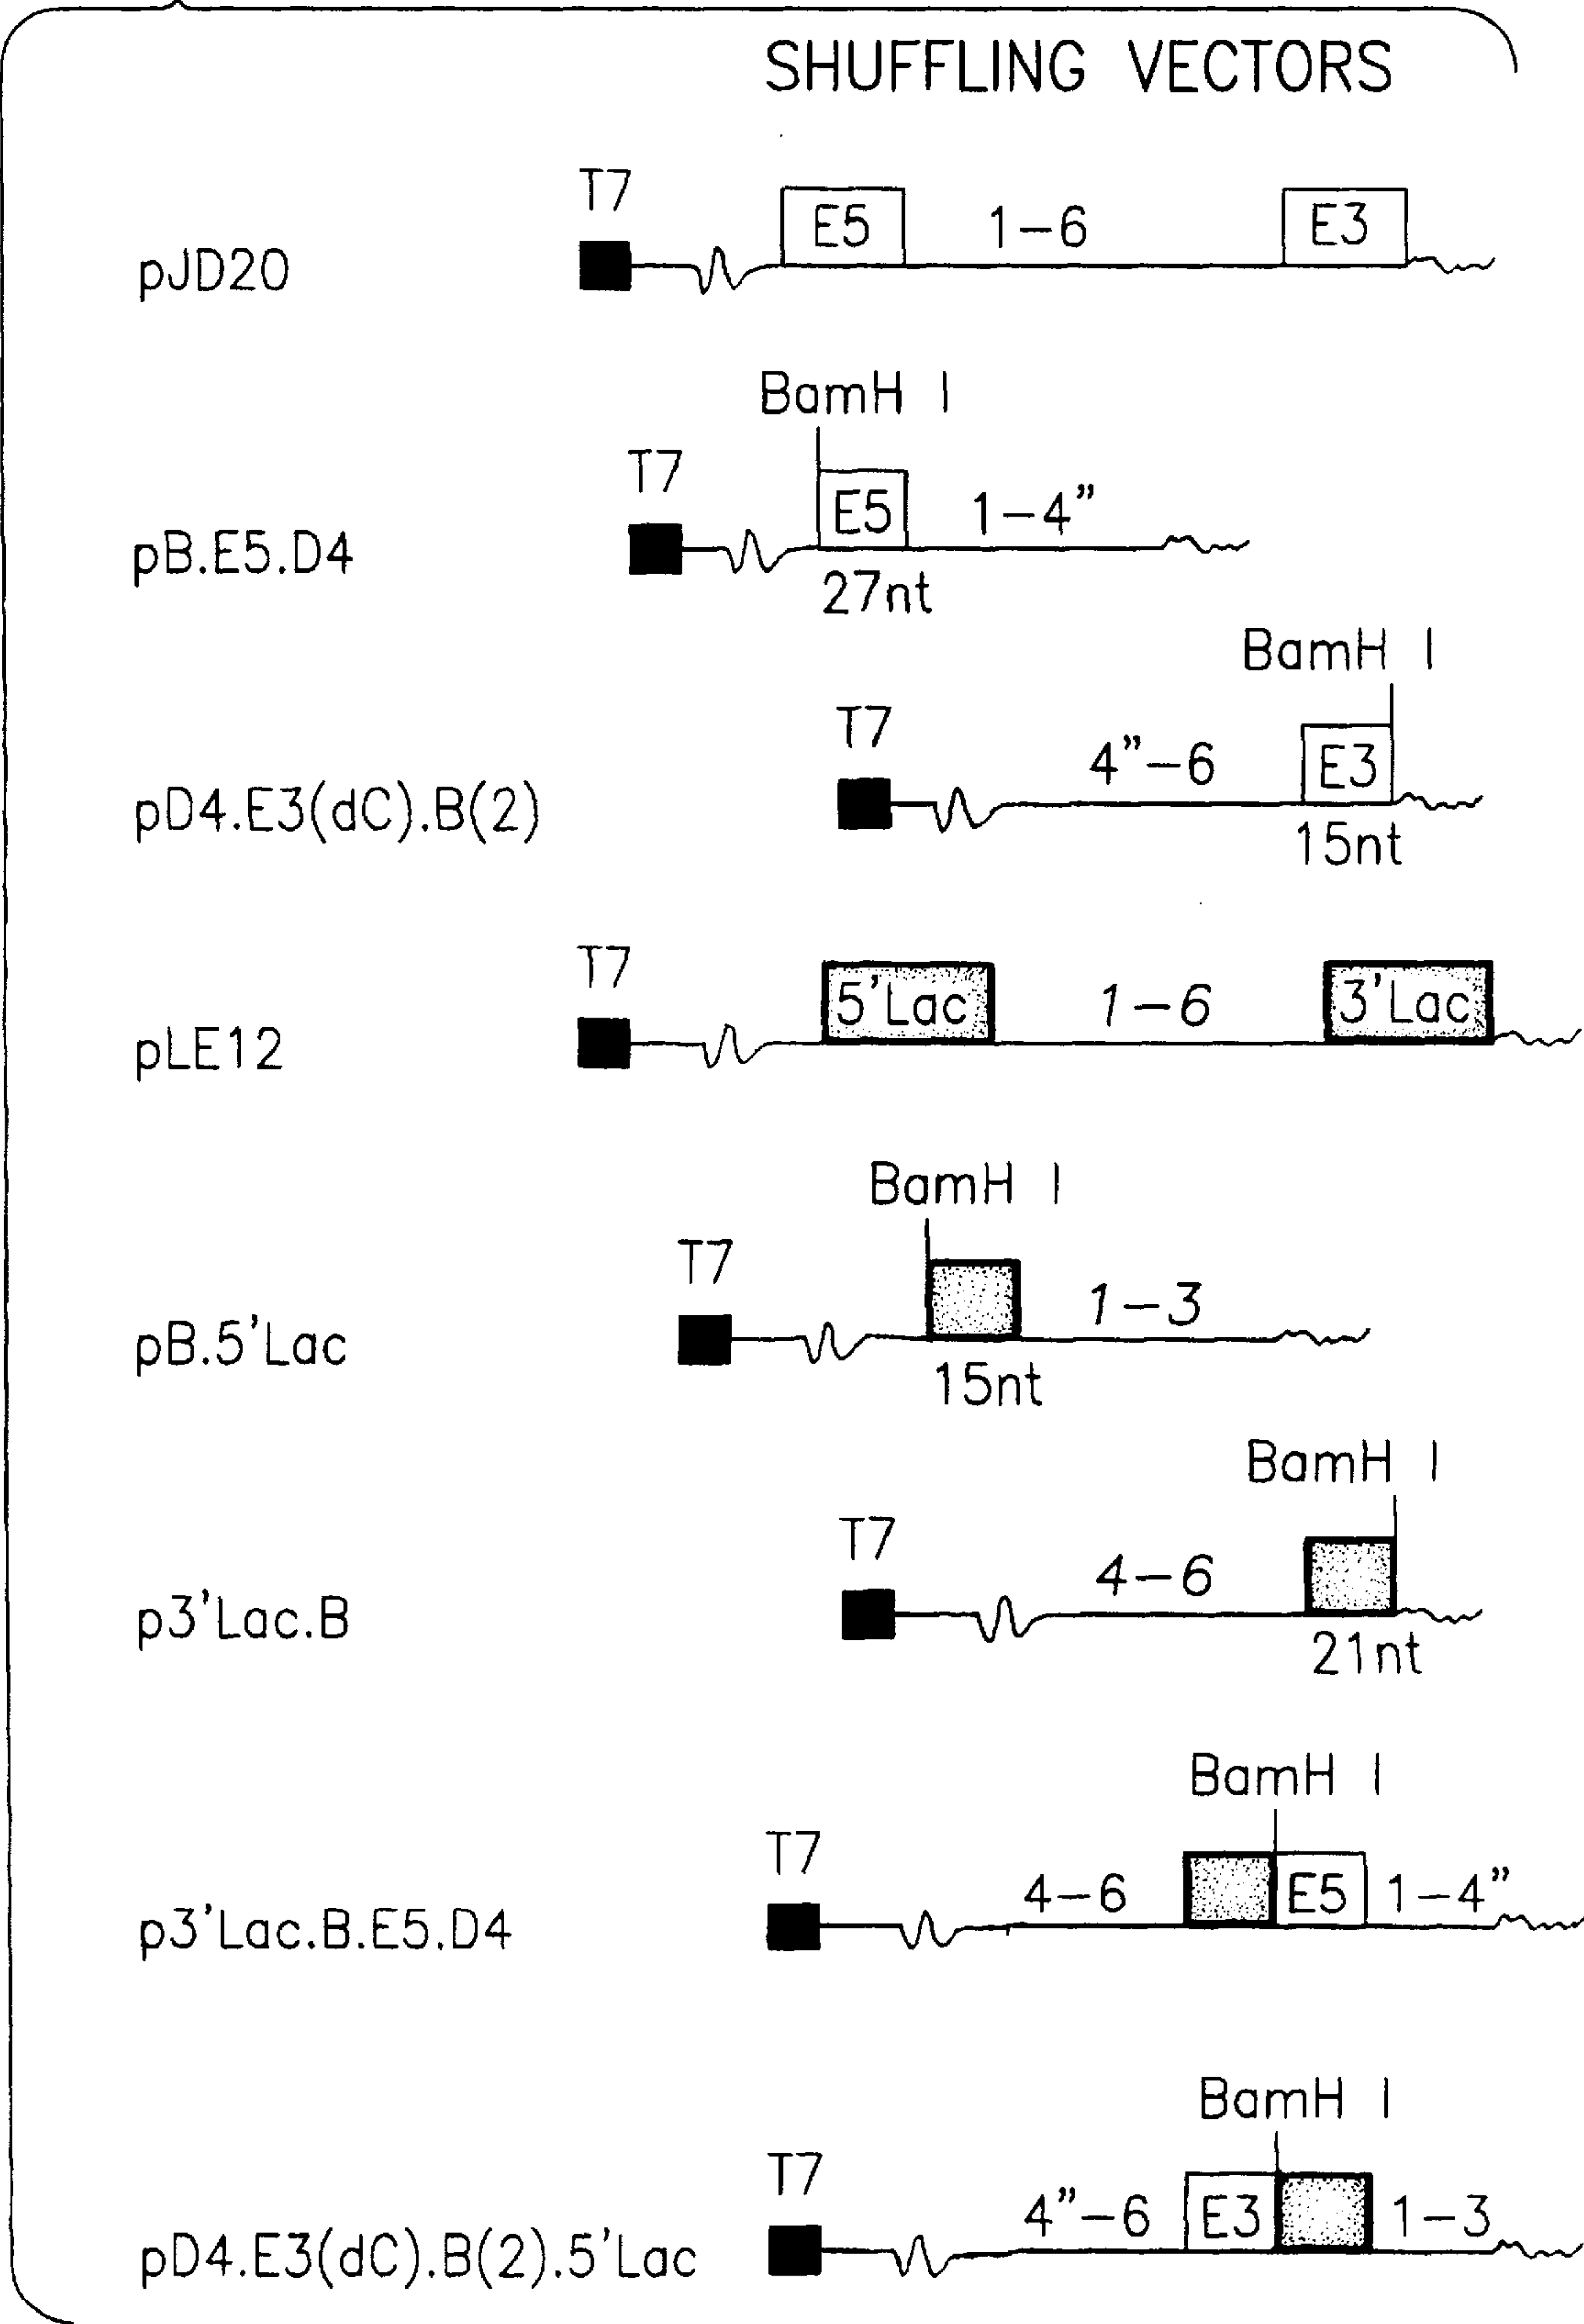 SHUFFLING VECTORS
T7
E5 1-6 E3
pJD20
BamH I
T7
E5 1-4"
pB.E5.D4
27nt
BamH I
T7
4"-6 E3
pD4.E3(dC).B(2)
15nt
T7
5'Lac 1-6 3'Lac
pLE12
BamH I
T7
1-3
pB.5'Lac
15nt
BamH I
T7
4-6
p3'Lac.B
21nt
BamH I
T7
4-6 E5 1-4"
p3'Lac.B.E5.D4
BamH I
T7
4"-6 E3 1-3
pD4.E3(dC).B(2).5'Lac